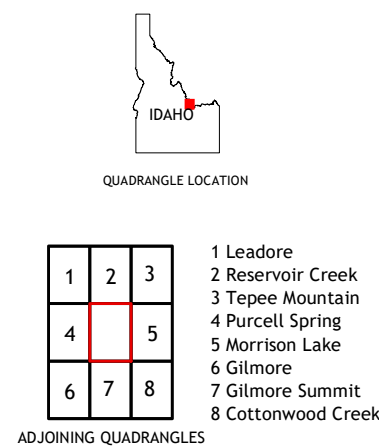 IDAHO
QUADRANGLE LOCATION
1 2 3
4 5
6 7 8
1 Leadore
2 Reservoir Creek
3 Tepee Mountain
4 Purcell Spring
5 Morrison Lake
6 Gilmore
7 Gilmore Summit
8 Cottonwood Creek
ADJOINING QUADRANGLES